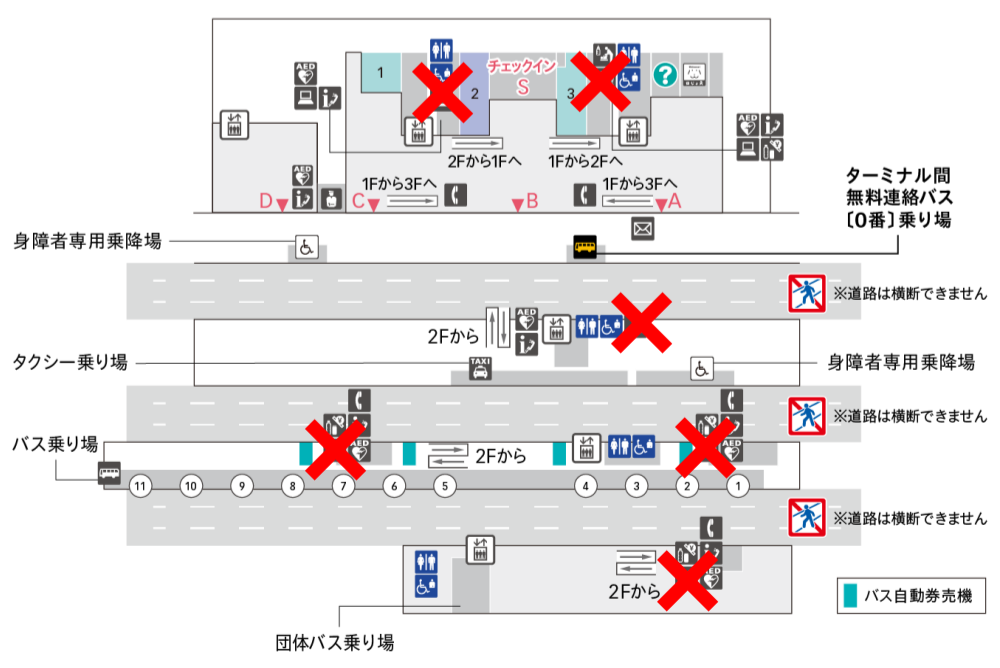 AED
1
2
チェックイン
S
3
?
2Fから1Fへ
1Fから2Fへ
1Fから3Fへ
1Fから3Fへ
AED
AED
D
C
B
A
ターミナル間
無料連絡バス
〔0番〕乗り場
身障者専用乗降場
※道路は横断できません
2Fから
AED
タクシー乗り場
TAXI
身障者専用乗降場
※道路は横断できません
バス乗り場
AED
2Fから
AED
11
10
9
8
7
6
5
4
3
2
1
※道路は横断できません
2Fから
AED
バス自動券売機
団体バス乗り場